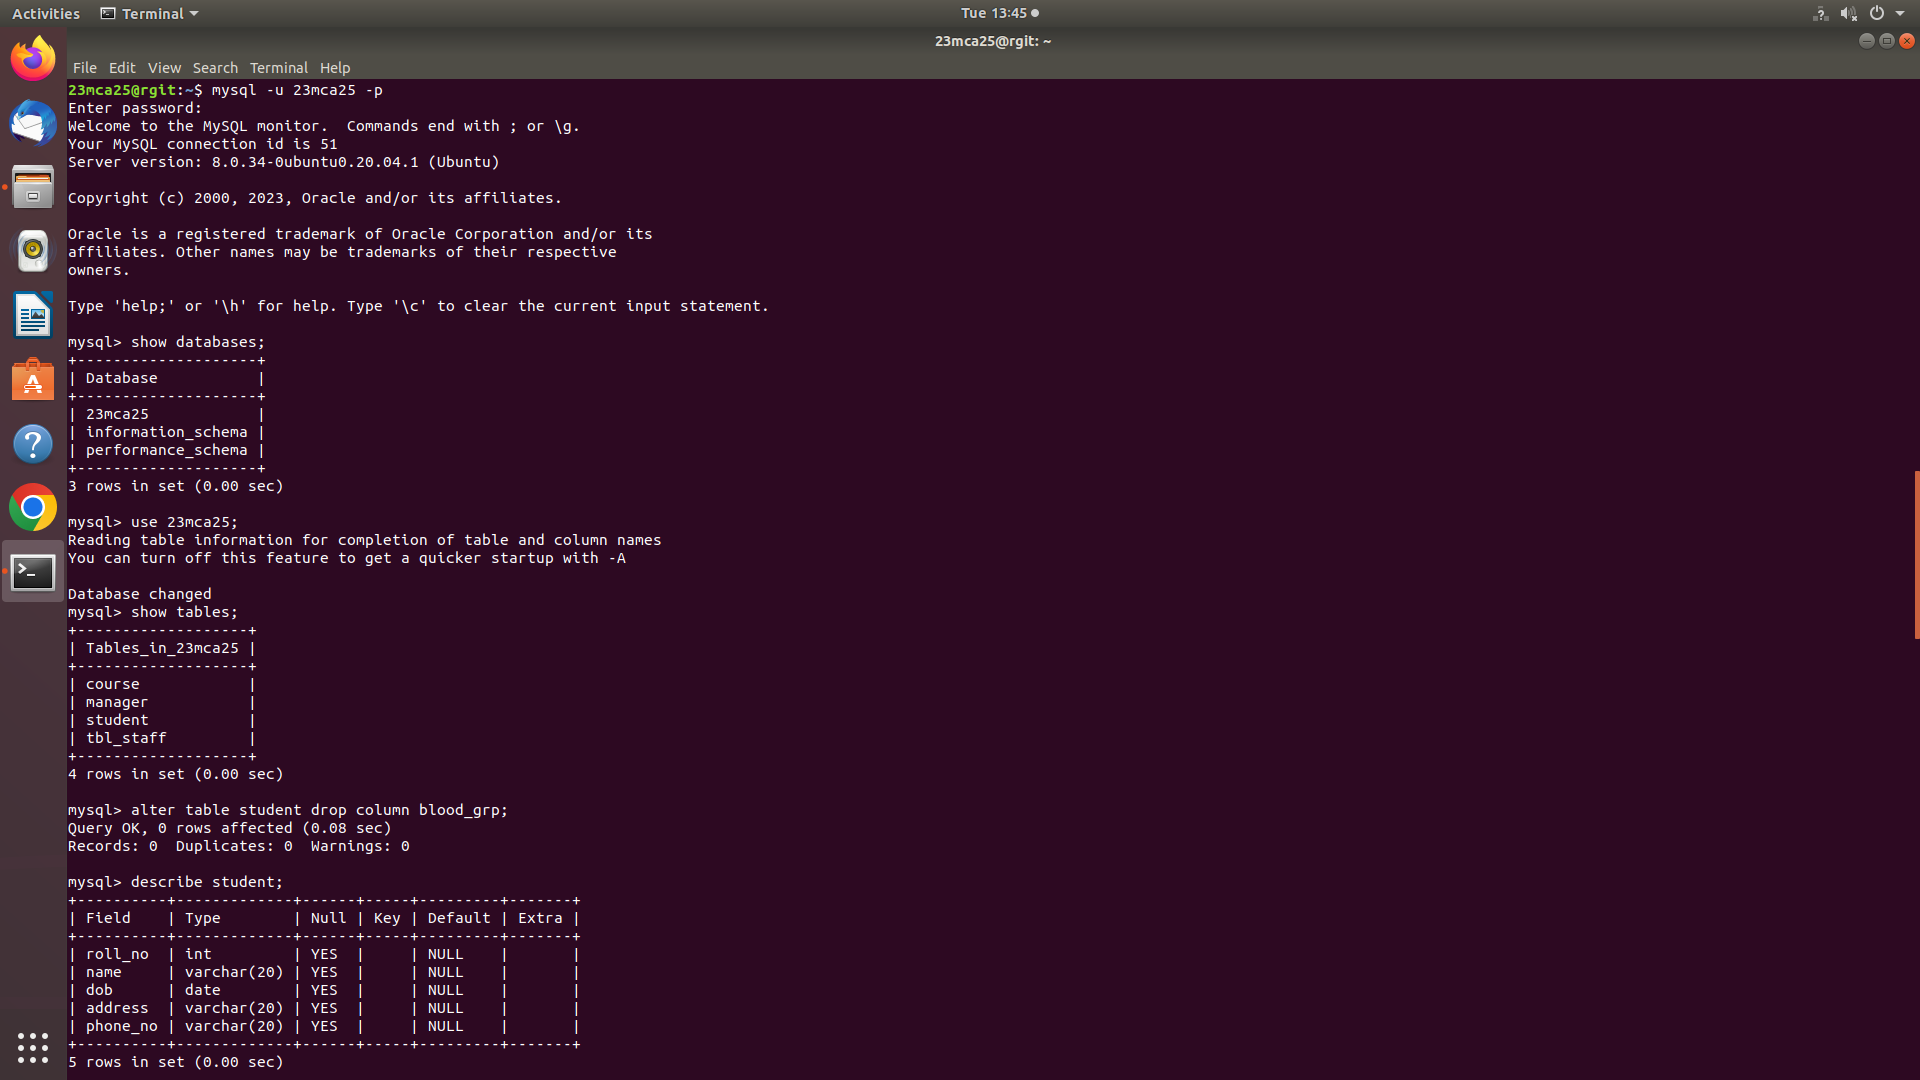 Activities Terminal Tue 13:45
23mca25@rgit: ~
File Edit View Search Terminal Help
23mca25@rgit:~$ mysql -u 23mca25 -p
Enter password:
Welcome to the MySQL monitor.  Commands end with ; or \g.
Your MySQL connection id is 51
Server version: 8.0.34-0ubuntu0.20.04.1 (Ubuntu)

Copyright (c) 2000, 2023, Oracle and/or its affiliates.

Oracle is a registered trademark of Oracle Corporation and/or its
affiliates. Other names may be trademarks of their respective
owners.

Type 'help;' or '\h' for help. Type '\c' to clear the current input statement.

mysql> show databases;
+--------------------+
| Database           |
+--------------------+
| 23mca25            |
| information_schema |
| performance_schema |
+--------------------+
3 rows in set (0.00 sec)

mysql> use 23mca25;
Reading table information for completion of table and column names
You can turn off this feature to get a quicker startup with -A

Database changed
mysql> show tables;
+-------------------+
| Tables_in_23mca25 |
+-------------------+
| course            |
| manager           |
| student           |
| tbl_staff         |
+-------------------+
4 rows in set (0.00 sec)

mysql> alter table student drop column blood_grp;
Query OK, 0 rows affected (0.08 sec)
Records: 0  Duplicates: 0  Warnings: 0

mysql> describe student;
+----------+-------------+------+-----+---------+-------+
| Field    | Type        | Null | Key | Default | Extra |
+----------+-------------+------+-----+---------+-------+
| roll_no  | int         | YES  |     | NULL    |       |
| name     | varchar(20) | YES  |     | NULL    |       |
| dob      | date        | YES  |     | NULL    |       |
| address  | varchar(20) | YES  |     | NULL    |       |
| phone_no | varchar(20) | YES  |     | NULL    |       |
+----------+-------------+------+-----+---------+-------+
5 rows in set (0.00 sec)